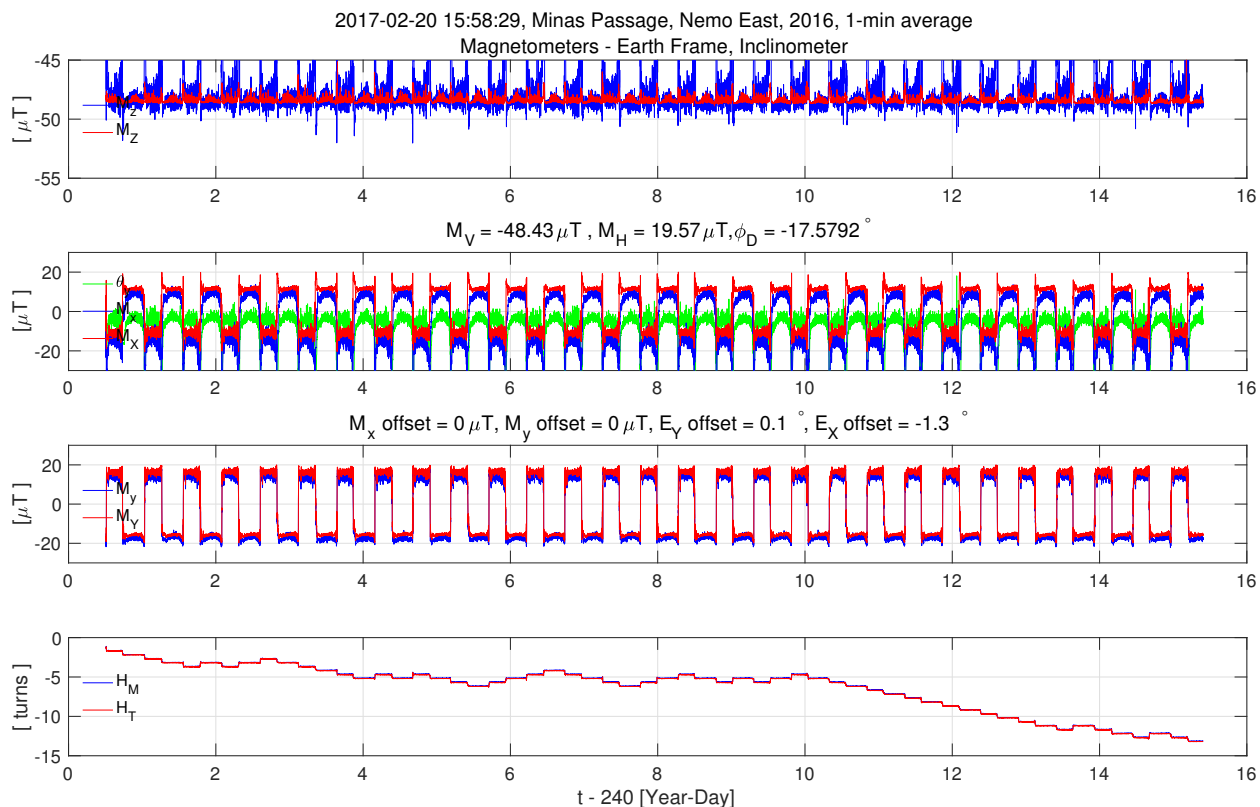 2017-02-20 15:58:29, Minas Passage, Nemo East, 2016, 1-min average
Magnetometers - Earth Frame, Inclinometer
-45
-50
-55
[ μT ]
M_z
M_Z
0 2 4 6 8 10 12 14 16
M_V = -48.43 μT , M_H = 19.57 μT,ϕ_D = -17.5792 °
20
0
-20
[μT ]
M_x
M_X
0 2 4 6 8 10 12 14 16
M_x offset = 0 μT, M_y offset = 0 μT, E_Y offset = 0.1 °, E_X offset = -1.3 °
20
0
-20
[μT ]
M_y
M_Y
0 2 4 6 8 10 12 14 16
0
-5
-10
-15
[ turns ]
H_M
H_T
0 2 4 6 8 10 12 14 16
t - 240 [Year-Day]